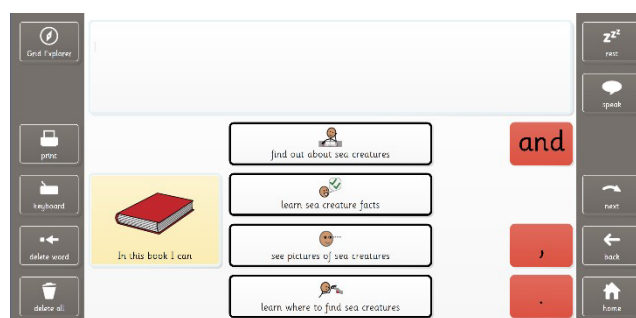 Grid Explorer
zzz
rest
speak
print
find out about sea creatures
and
keyboard
learn sea creature facts
next
In this book I can
delete word
see pictures of sea creatures
,
back
delete all
learn where to find sea creatures
.
home